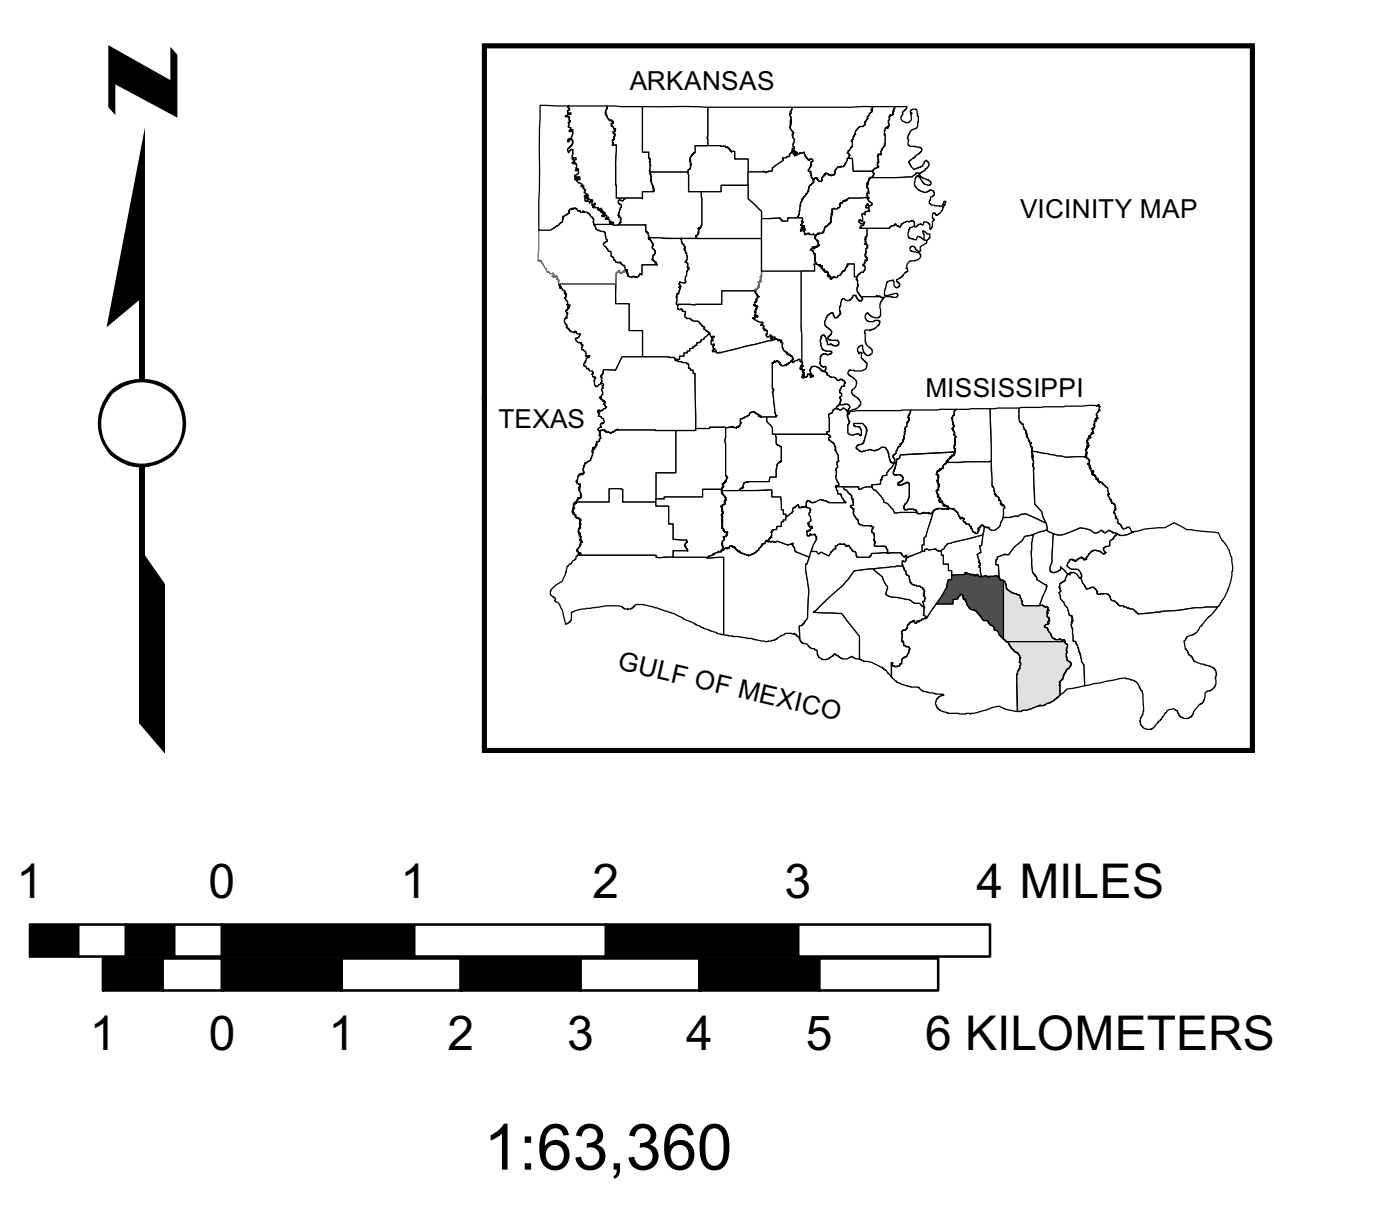 N
ARKANSAS
VICINITY MAP
MISSISSIPPI
TEXAS
GULF OF MEXICO
1 0 1 2 3 4 MILES
1 0 1 2 3 4 5 6 KILOMETERS
1:63,360